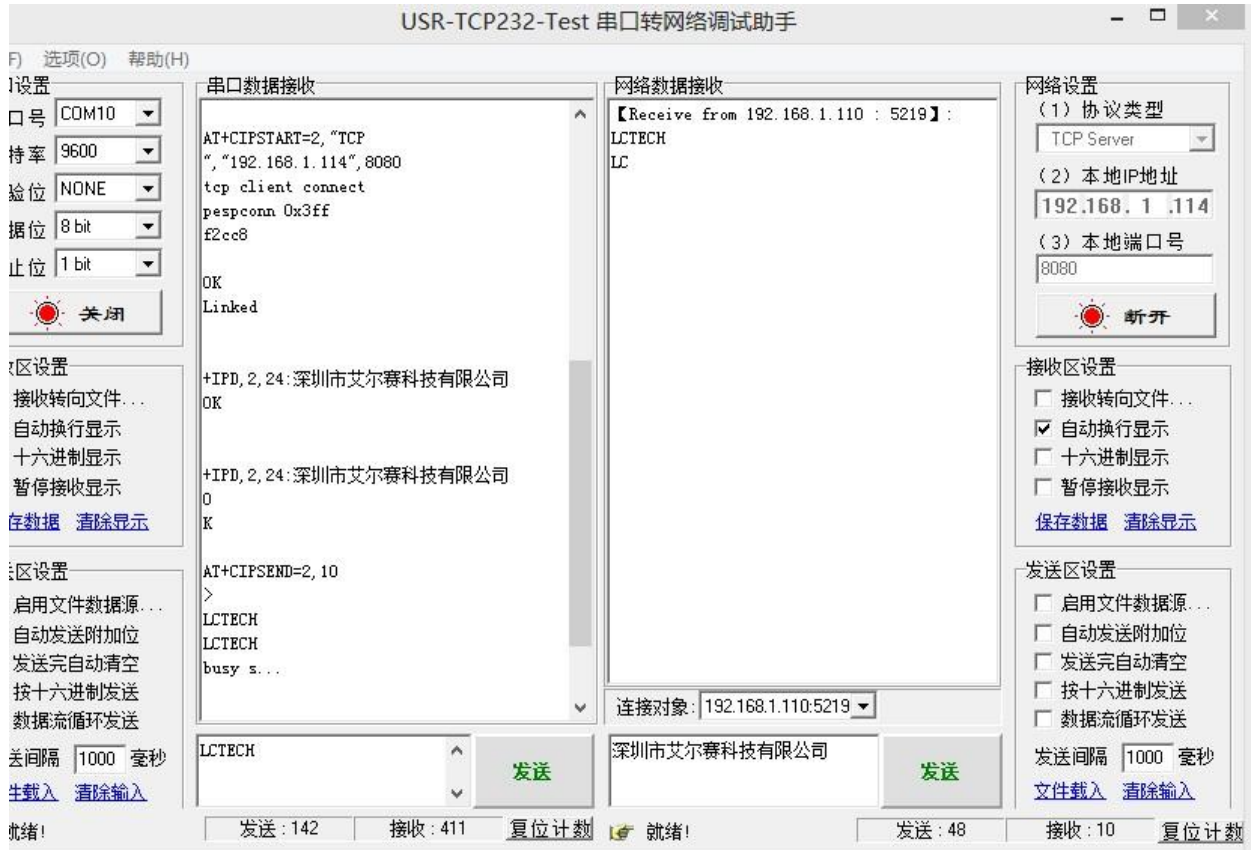 USR-TCP232-Test 串口转网络调试助手
F) 选项(O) 帮助(H)
设置
口号 COM10
持率 9600
验位 NONE
据位 8 bit
止位 1 bit
关闭
区设置
接收转向文件...
自动换行显示
十六进制显示
暂停接收显示
存数据 清除显示
区设置
启用文件数据源...
自动发送附加位
发送完自动清空
按十六进制发送
数据流循环发送
送间隔 1000 毫秒
件载入 清除输入
就绪!
串口数据接收
AT+CIPSTART=2,"TCP
","192.168.1.114",8080
tcp client connect
pespconn 0x3ff
f2cc8
OK
Linked
+IPD,2,24:深圳市艾尔赛科技有限公司
OK
+IPD,2,24:深圳市艾尔赛科技有限公司
O
K
AT+CIPSEND=2,10
>
LCTECH
LCTECH
busy s...
LCTECH
发送
发送:142 接收:411 复位计数
网络数据接收
【Receive from 192.168.1.110 : 5219】:
LCTECH
LC
连接对象: 192.168.1.110:5219
深圳市艾尔赛科技有限公司
发送
就绪! 发送:48 接收:10 复位计数
网络设置
(1) 协议类型
TCP Server
(2) 本地IP地址
192.168. 1 .114
(3) 本地端口号
8080
断开
接收区设置
接收转向文件...
自动换行显示
十六进制显示
暂停接收显示
保存数据 清除显示
发送区设置
启用文件数据源...
自动发送附加位
发送完自动清空
按十六进制发送
数据流循环发送
发送间隔 1000 毫秒
文件载入 清除输入